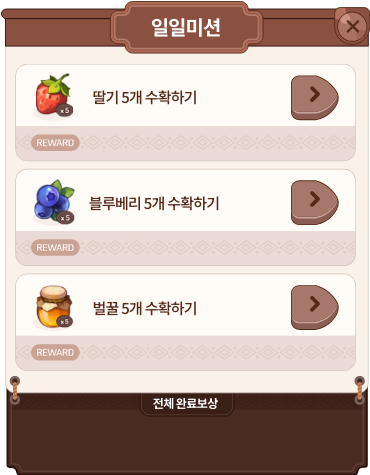 일일미션
딸기 5개 수확하기
x 5
REWARD
블루베리 5개 수확하기
x 5
REWARD
벌꿀 5개 수확하기
x 5
REWARD
전체 완료보상